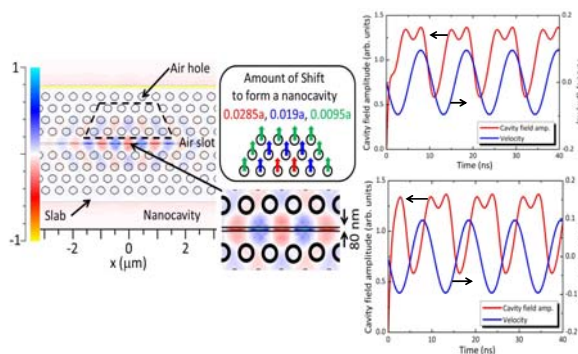 1
0
-1
Air hole
Air slot
Slab
Nanocavity
-2
0
2
x (μm)
Amount of Shift
to form a nanocavity
0.0285a, 0.019a, 0.0095a
80 nm
Cavity field amplitude (arb. units)
1.5
1.0
0.5
0.0
0.2
0.1
0.0
0.2
0
10
20
30
40
Time (ns)
Cavity field amp.
Velocity
Cavity field amplitude (arb. units)
1.5
1.0
0.5
0.0
0.2
0.1
0.0
-0.1
-0.2
0
10
20
30
40
Time (ns)
Cavity field amp.
Velocity